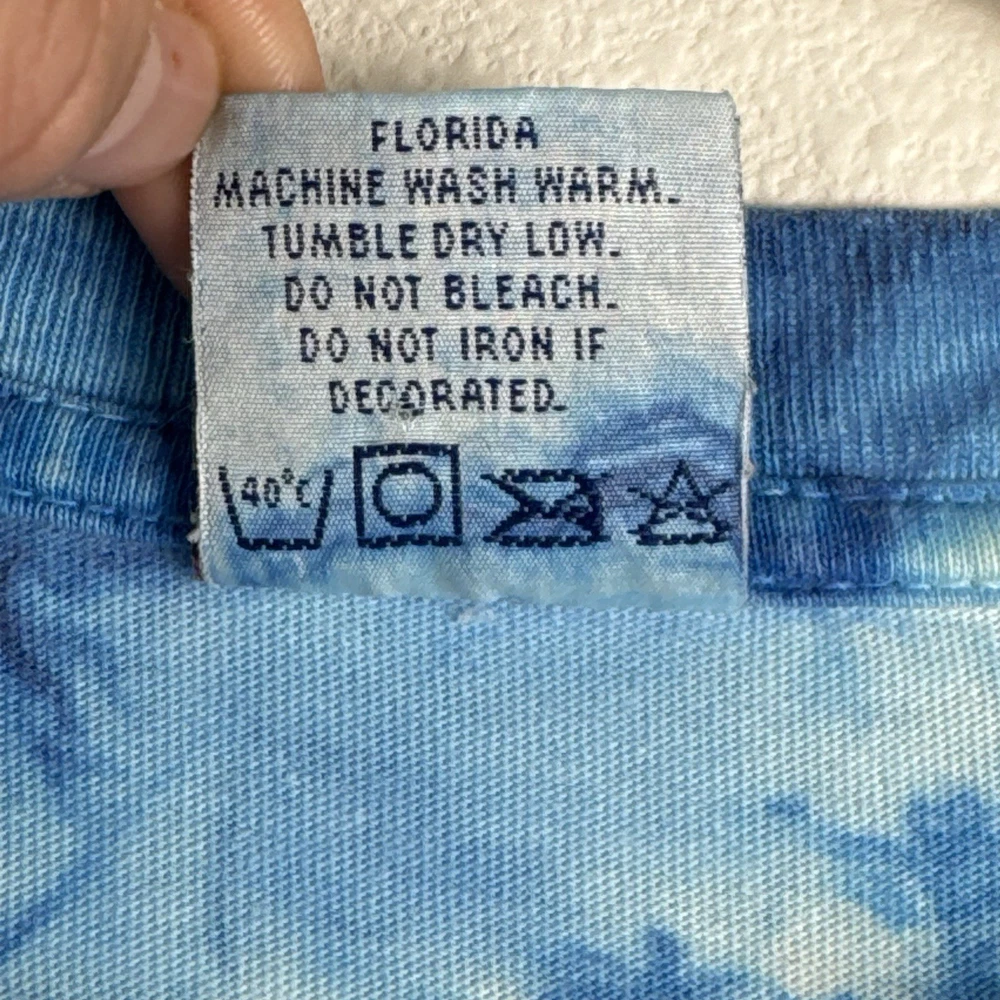 FLORIDA
MACHINE WASH WARM.
TUMBLE DRY LOW.
DO NOT BLEACH.
DO NOT IRON IF
DECORATED.
40°C